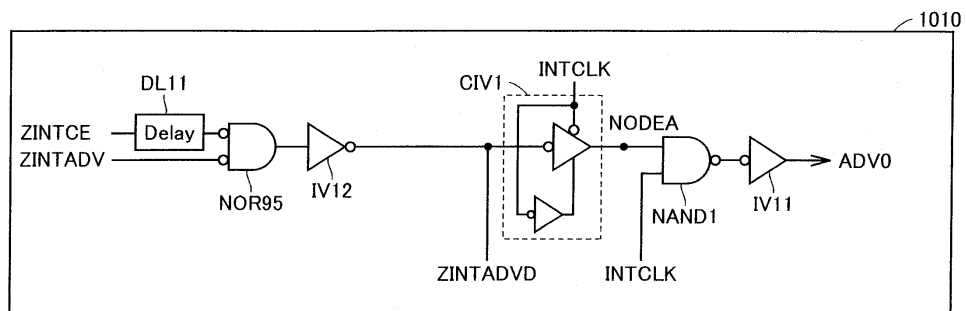 1010
DL11
CIV1
INTCLK
ZINTCE
Delay
NODEA
ZINTADV
ADV0
NOR95
IV12
NAND1
IV11
ZINTADVD
INTCLK